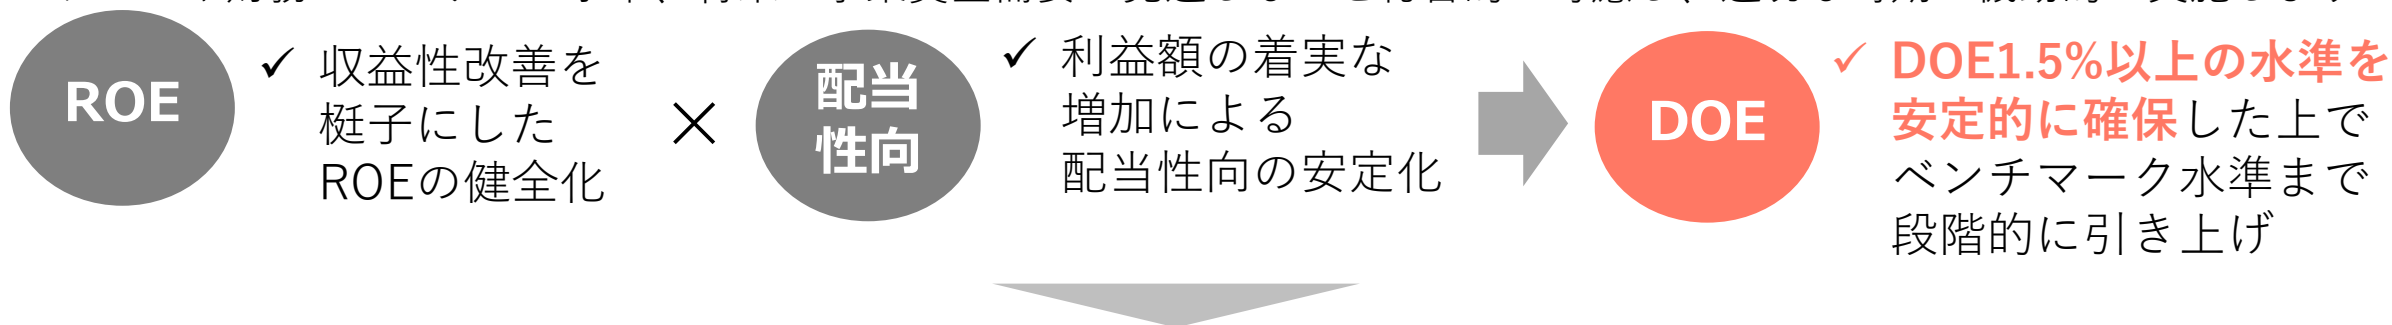 ROE
✓ 収益性改善を
梃子にした
ROEの健全化
×
配当
性向
✓ 利益額の着実な
増加による
配当性向の安定化
DOE
✓ DOE1.5%以上の水準を
安定的に確保した上で
ベンチマーク水準まで
段階的に引き上げ